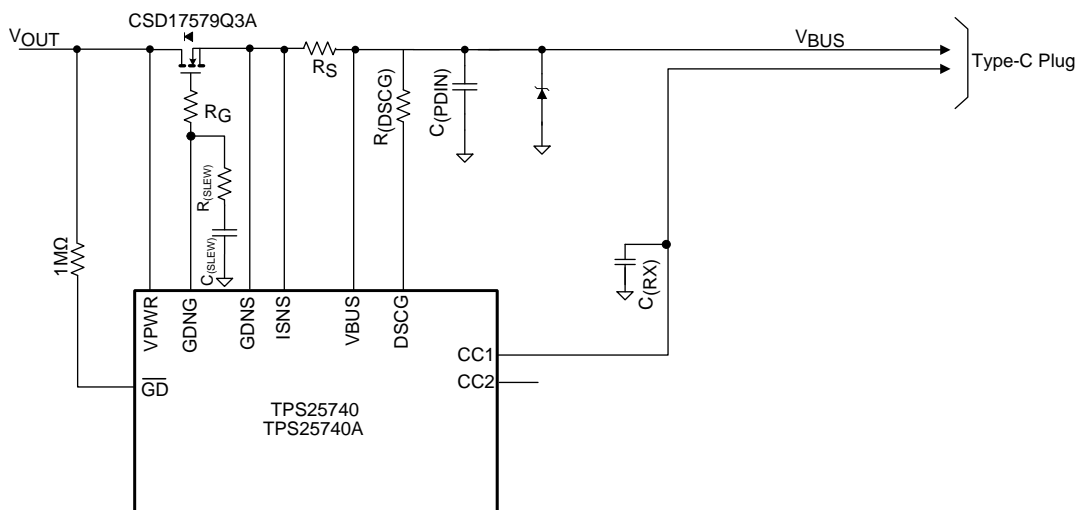 CSD17579Q3A
VOUT
VBUS
RS
Type-C Plug
RG
R(DSCG)
C(PDIN)
R(SLEW)
C(SLEW)
1MΩ
C(RX)
VPWR
GDNG
GDNS
ISNS
VBUS
DSCG
CC1
CC2
GD
TPS25740
TPS25740A